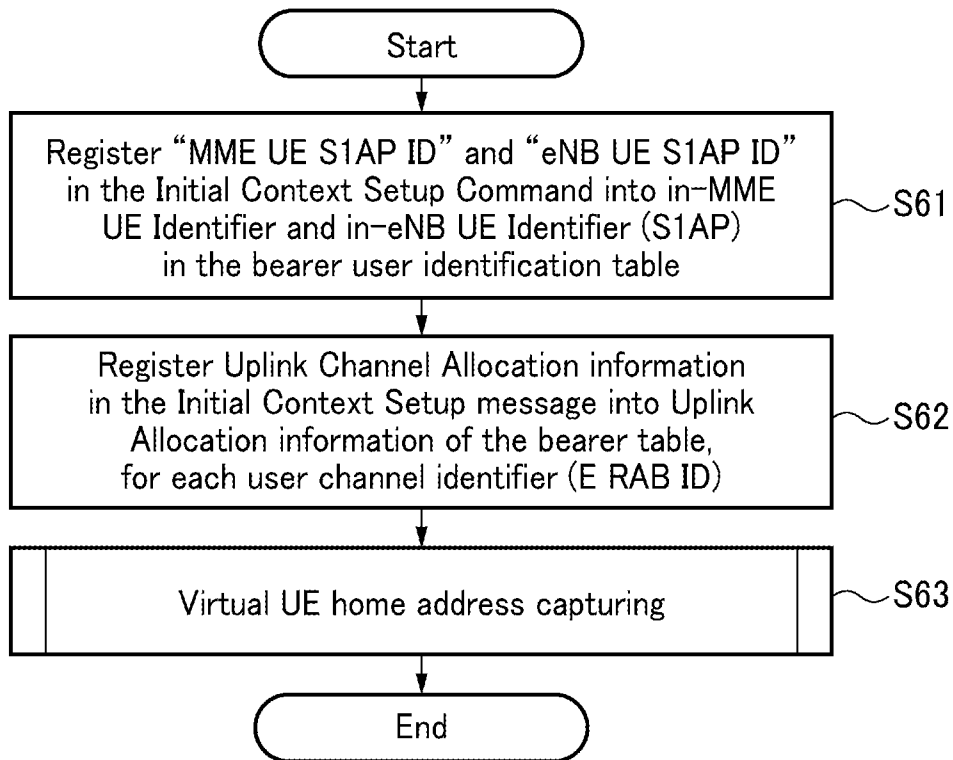 Start
Register “MME UE S1AP ID” and “eNB UE S1AP ID”
in the Initial Context Setup Command into in-MME
UE Identifier and in-eNB UE Identifier (S1AP)
in the bearer user identification table
S61
Register Uplink Channel Allocation information
in the Initial Context Setup message into Uplink
Allocation information of the bearer table,
for each user channel identifier (E RAB ID)
S62
Virtual UE home address capturing
S63
End